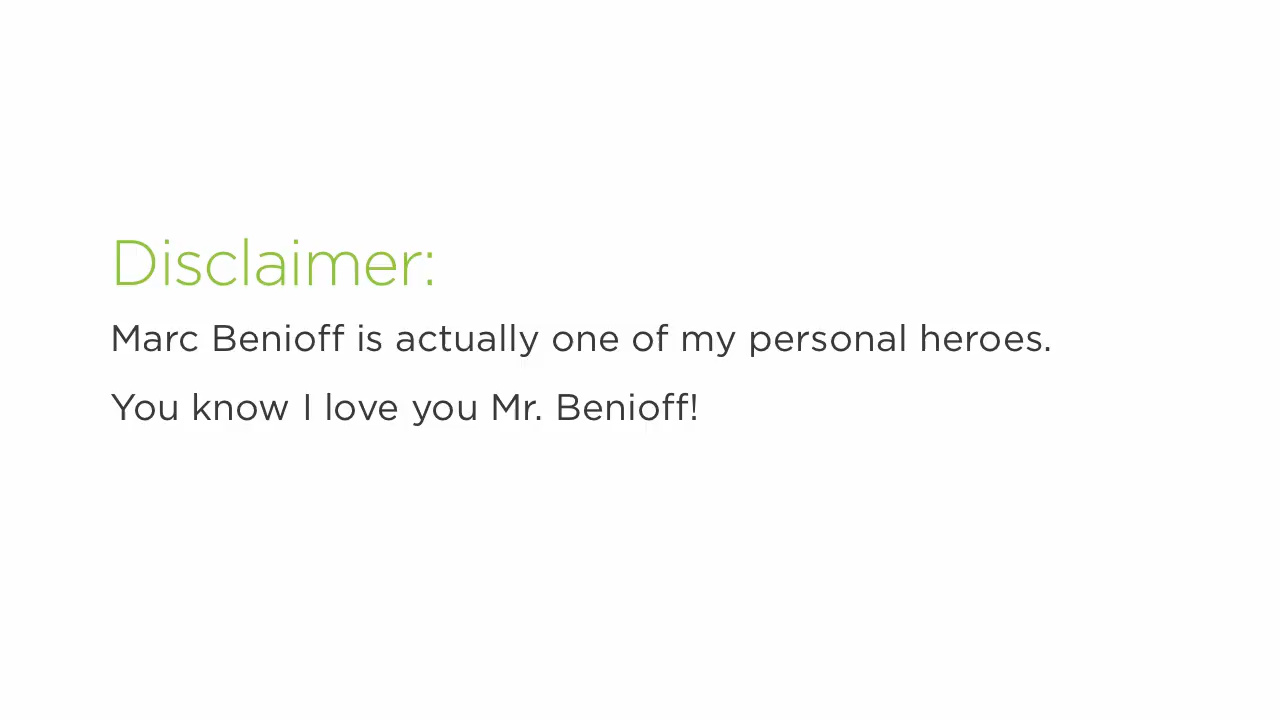 Disclaimer:
Marc Benioff is actually one of my personal heroes.
You know I love you Mr. Benioff!